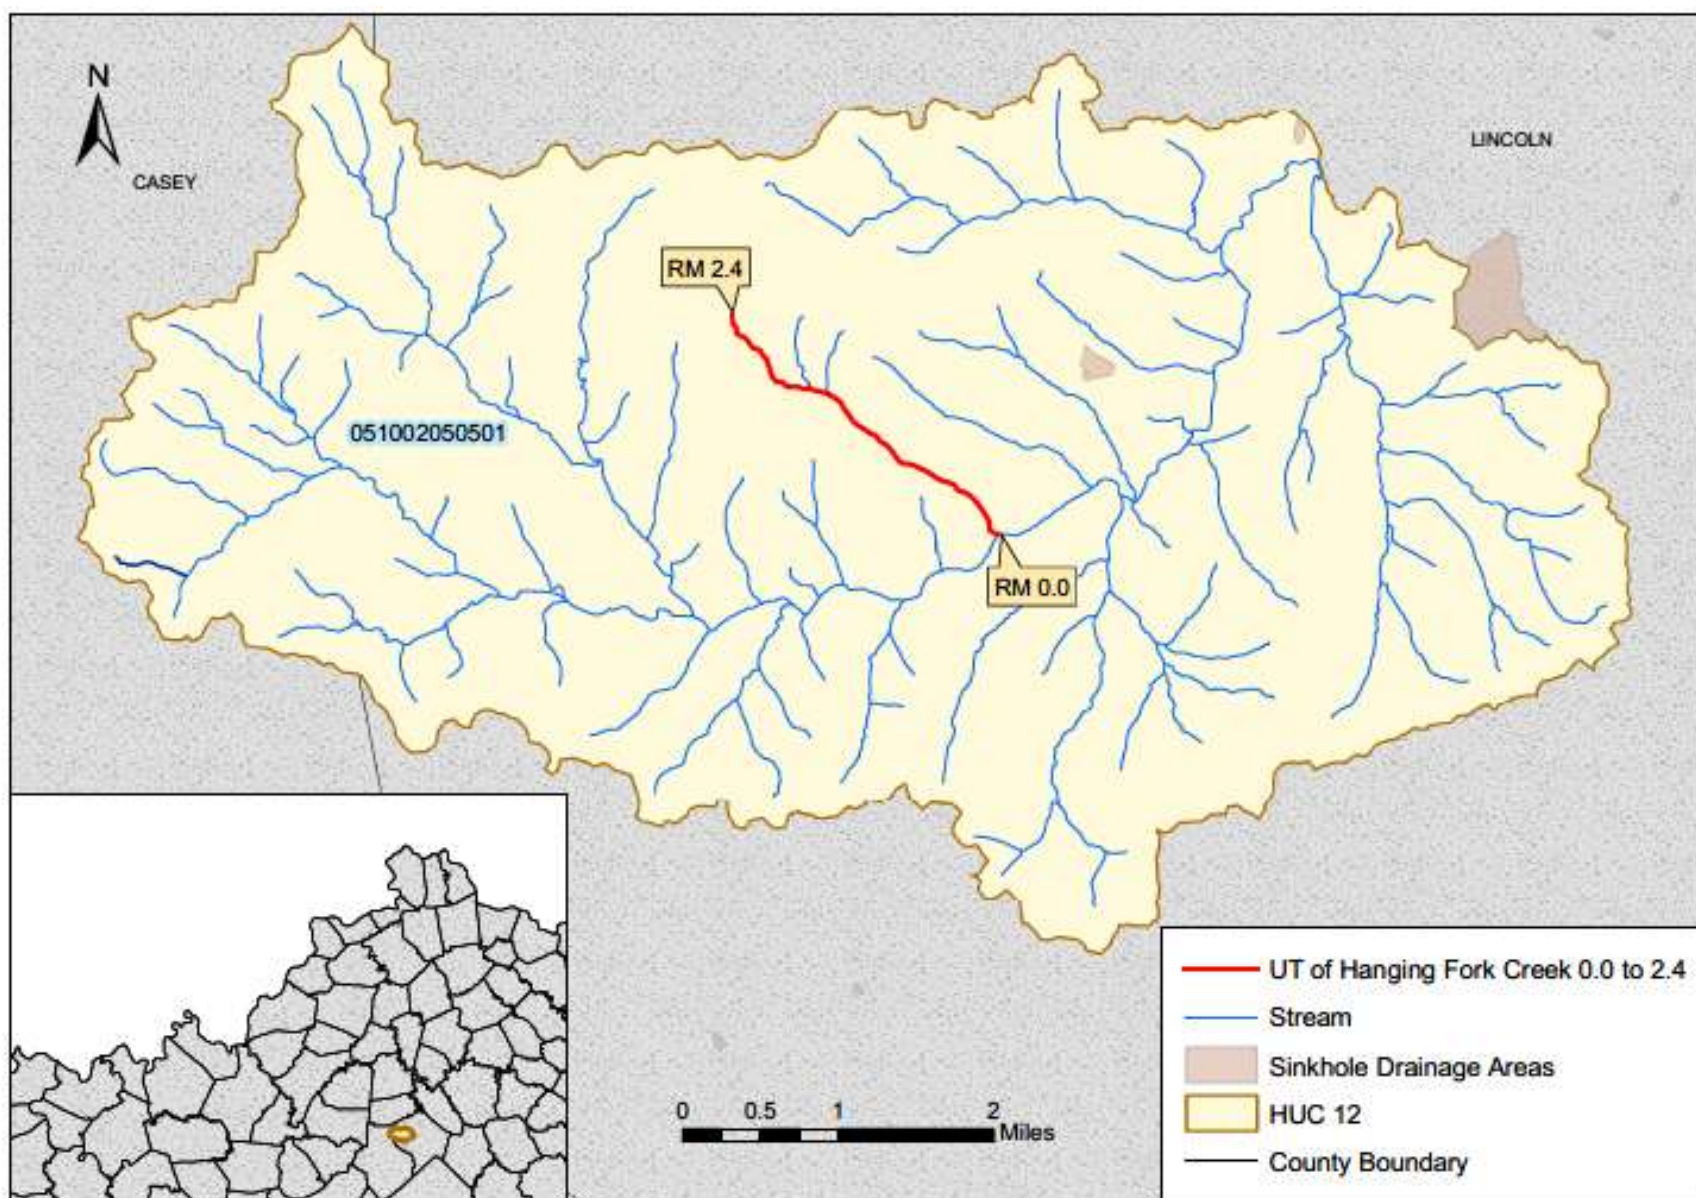 N
CASEY
LINCOLN
RM 2.4
051002050501
RM 0.0
0 0.5 1 2
Miles
UT of Hanging Fork Creek 0.0 to 2.4
Stream
Sinkhole Drainage Areas
HUC 12
County Boundary